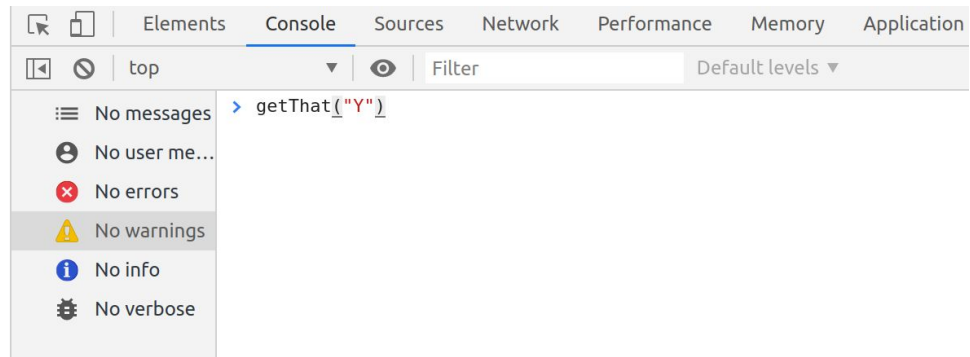 Elements Console Sources Network Performance Memory Application
top Filter Default levels
No messages
getThat("Y")
No user me…
No errors
No warnings
No info
No verbose